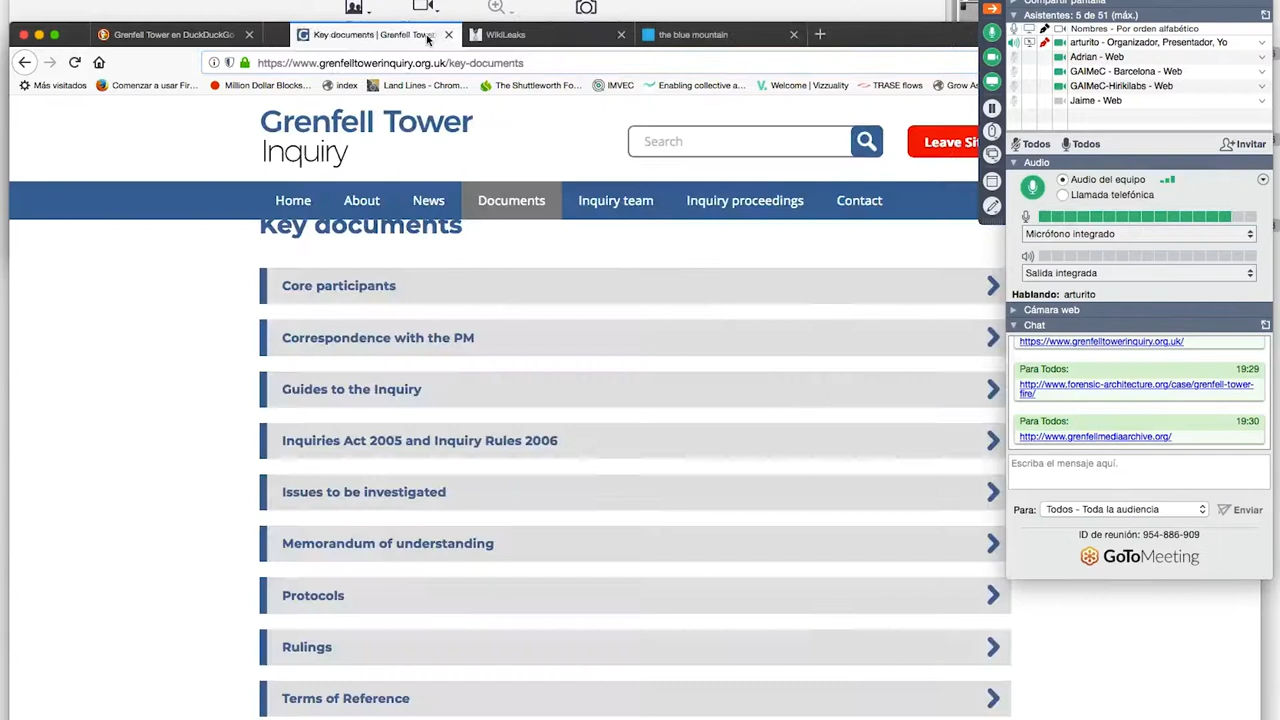 Compartir pantalla
Asistentes: 5 de 51 (máx.)
Grenfell Tower en DuckDuckGo
Key documents | Grenfell Tower
WikiLeaks
the blue mountain
Nombres - Por orden alfabético
arturito - Organizador, Presentador, Yo
Adrian - Web
GAIMeC - Barcelona - Web
GAIMeC-Hirikilabs - Web
Jaime - Web
https://www.grenfelltowerinquiry.org.uk/key-documents
Más visitados
Comenzar a usar Fir...
Million Dollar Blocks...
index
Land Lines - Chrom...
The Shuttleworth Fo...
IMVEC
Enabling collective a...
Welcome | Vizzuality
TRASE flows
Grow As
Grenfell Tower
Inquiry
Search
Leave Sit
Todos
Todos
Invitar
Audio
Audio del equipo
Llamada telefónica
Micrófono integrado
Salida integrada
Hablando: arturito
Cámara web
Chat
Home
About
News
Documents
Inquiry team
Inquiry proceedings
Contact
Key documents
Core participants
Correspondence with the PM
Guides to the Inquiry
Inquiries Act 2005 and Inquiry Rules 2006
Issues to be investigated
Memorandum of understanding
Protocols
Rulings
Terms of Reference
https://www.grenfelltowerinquiry.org.uk/
Para Todos: 19:29
http://www.forensic-architecture.org/case/grenfell-tower-
fire/
Para Todos: 19:30
http://www.grenfellmediaarchive.org/
Escriba el mensaje aquí.
Para: Todos - Toda la audiencia
Enviar
ID de reunión: 954-886-909
GoToMeeting